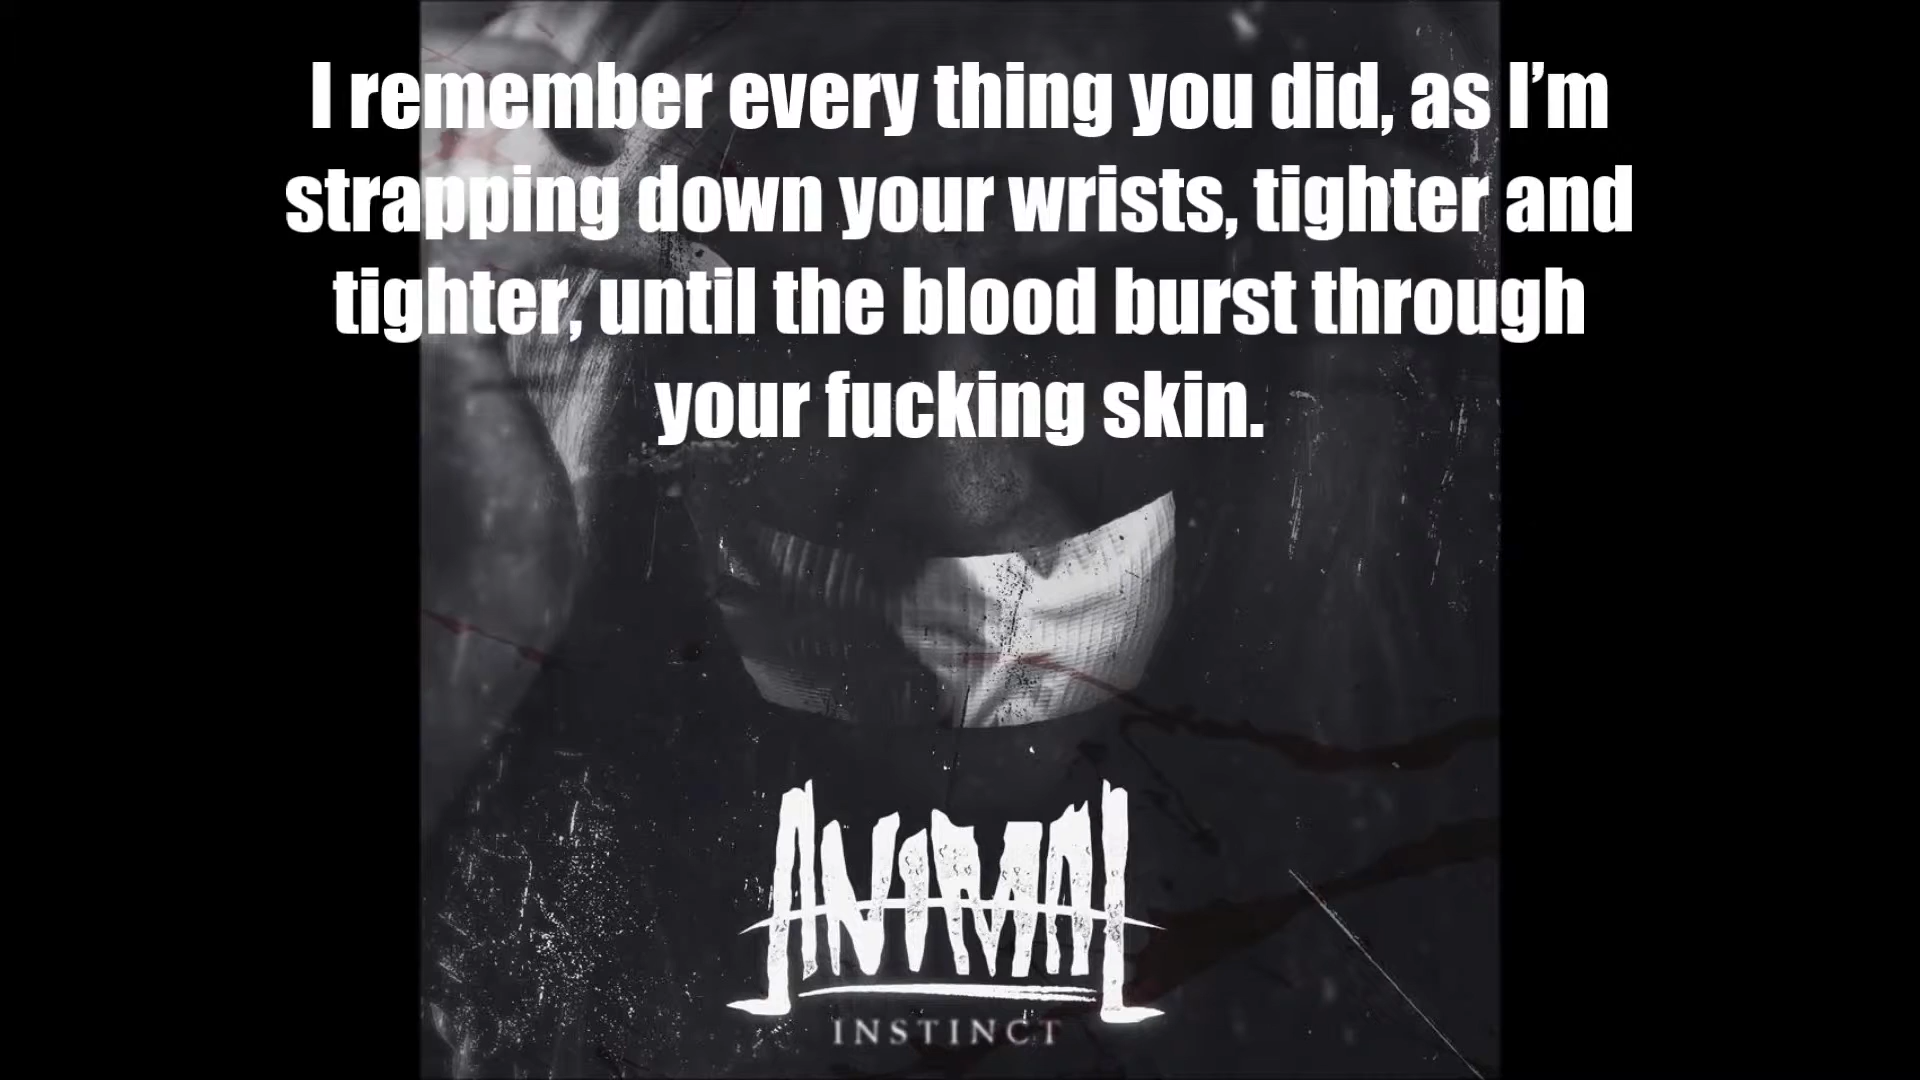 I remember every thing you did, as I’m
strapping down your wrists, tighter and
tighter, until the blood burst through
your fucking skin.
ANIMAL
INSTINCT